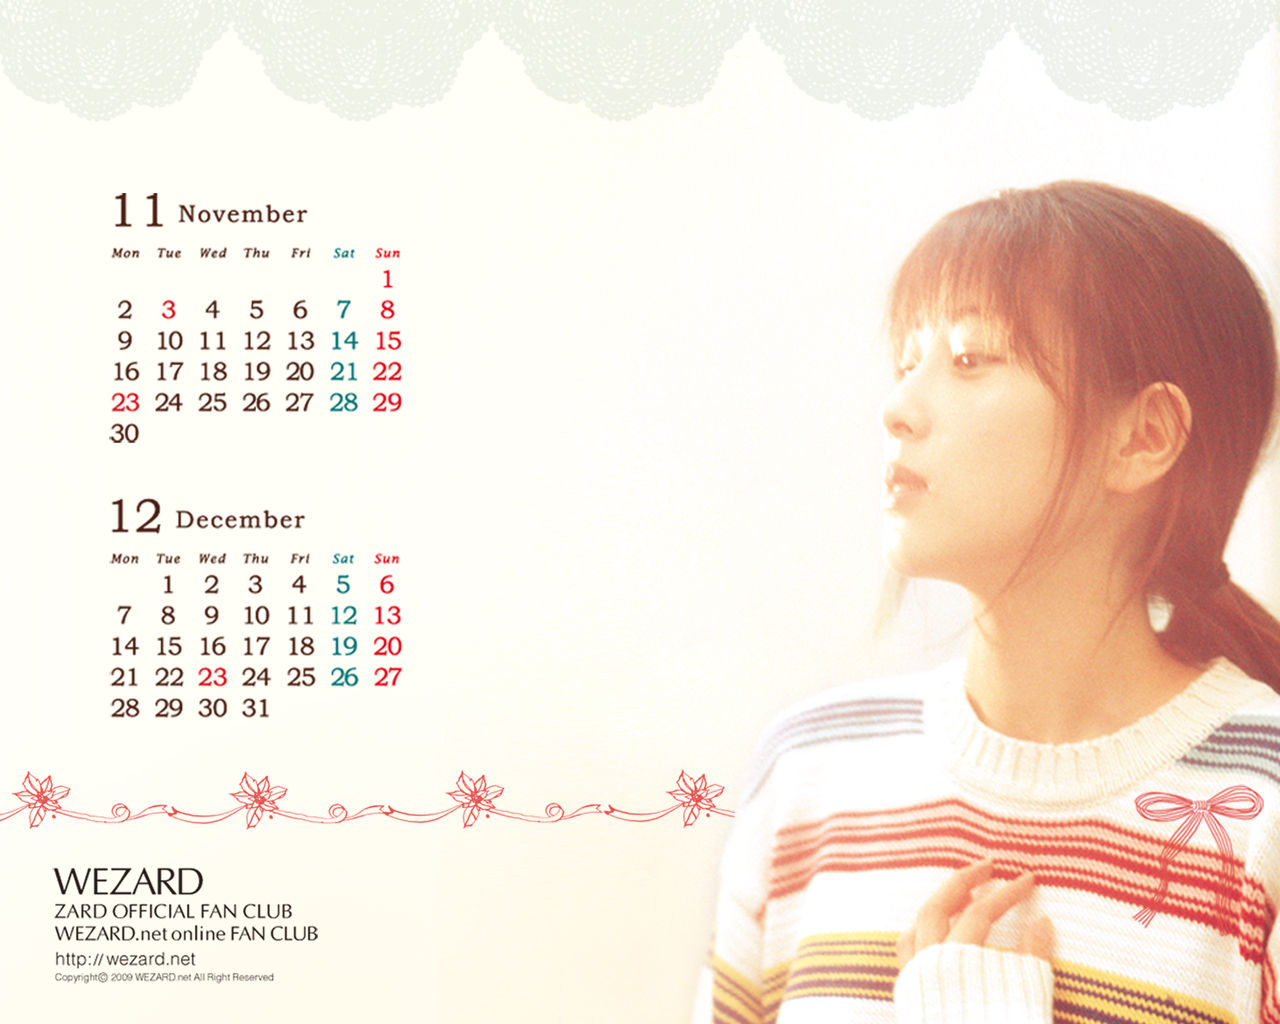 11 November
Mon Tue Wed Thu Fri Sat Sun
1
2 3 4 5 6 7 8
9 10 11 12 13 14 15
16 17 18 19 20 21 22
23 24 25 26 27 28 29
30
12 December
Mon Tue Wed Thu Fri Sat Sun
1 2 3 4 5 6
7 8 9 10 11 12 13
14 15 16 17 18 19 20
21 22 23 24 25 26 27
28 29 30 31
WEZARD
ZARD OFFICIAL FAN CLUB
WEZARD.net online FAN CLUB
http://wezard.net
Copyright© 2009 WEZARD.net All Right Reserved